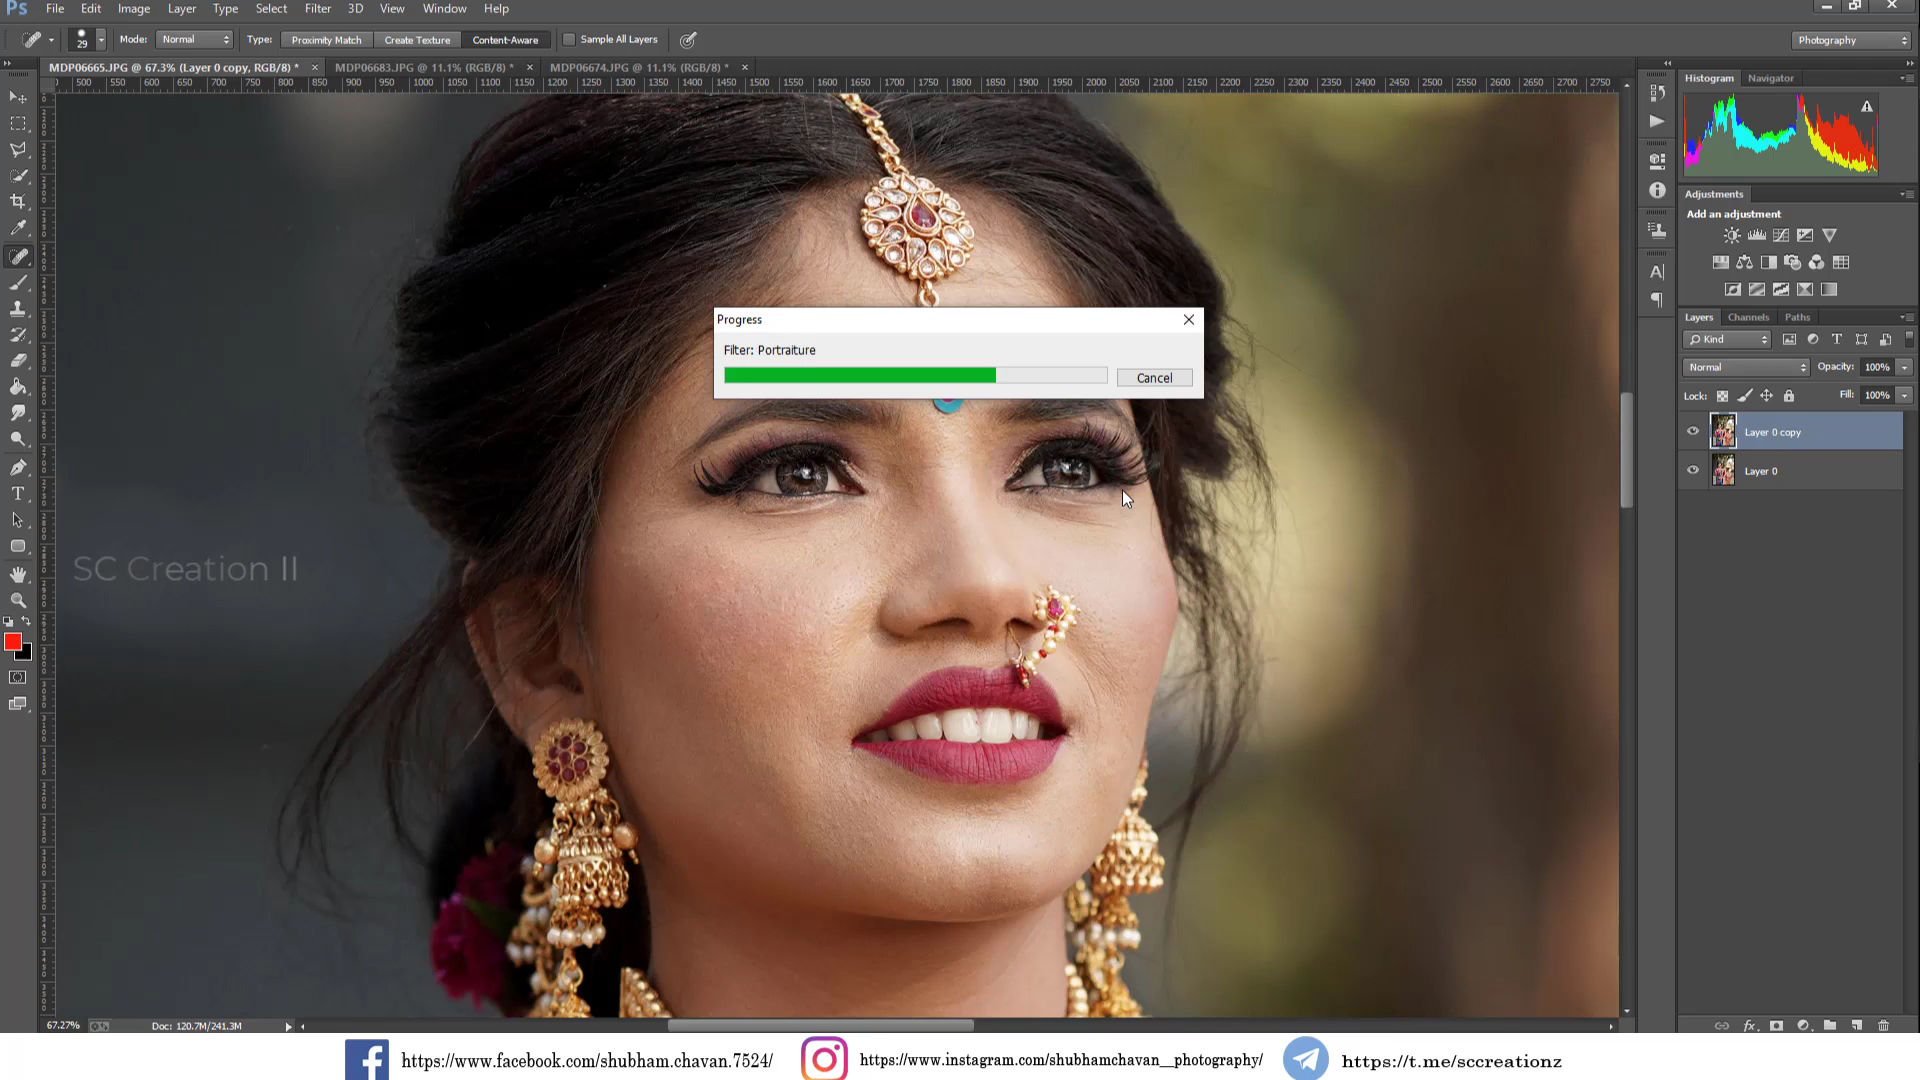 Ps File Edit Image Layer Type Select Filter 3D View Window Help
29 Mode: Normal Type: Proximity Match Create Texture Content-Aware Sample All Layers Photography
MDP06665.JPG @ 67.3% (Layer 0 copy, RGB/8) * × MDP06683.JPG @ 11.1% (RGB/8) * × MDP06674.JPG @ 11.1% (RGB/8) * ×
500 550 600 650 700 750 800 850 900 950 1000 1050 1100 1150 1200 1250 1300 1350 1400 1450 1500 1550 1600 1650 1700 1750 1800 1850 1900 1950 2000 2050 2100 2150 2200 2250 2300 2350 2400 2450 2500 2550 2600 2650 2700 2750
Histogram Navigator
Adjustments
Add an adjustment
Layers Channels Paths
Kind
Normal Opacity: 100%
Lock: Fill: 100%
Layer 0 copy
Layer 0
Progress
Filter: Portraiture
Cancel
SC Creation II
67.27% Doc: 120.7M/241.3M
https://www.facebook.com/shubham.chavan.7524/ https://www.instagram.com/shubhamchavan__photography/ https://t.me/sccreationz